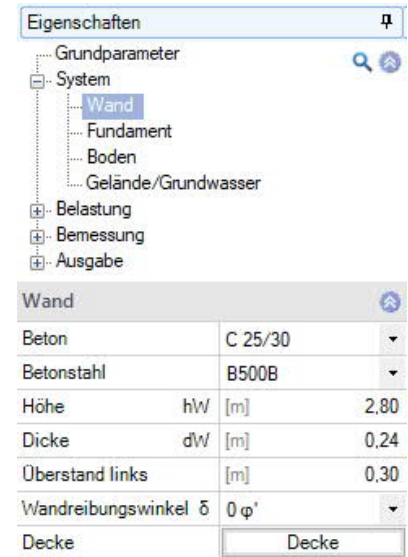 Eigenschaften
Grundparameter
System
Wand
Fundament
Boden
Gelände/Grundwasser
Belastung
Bemessung
Ausgabe
Wand
Beton C 25/30
Betonstahl B500B
Höhe hW [m] 2,80
Dicke dW [m] 0,24
Überstand links [m] 0,30
Wandreibungswinkel δ 0 φ'
Decke Decke